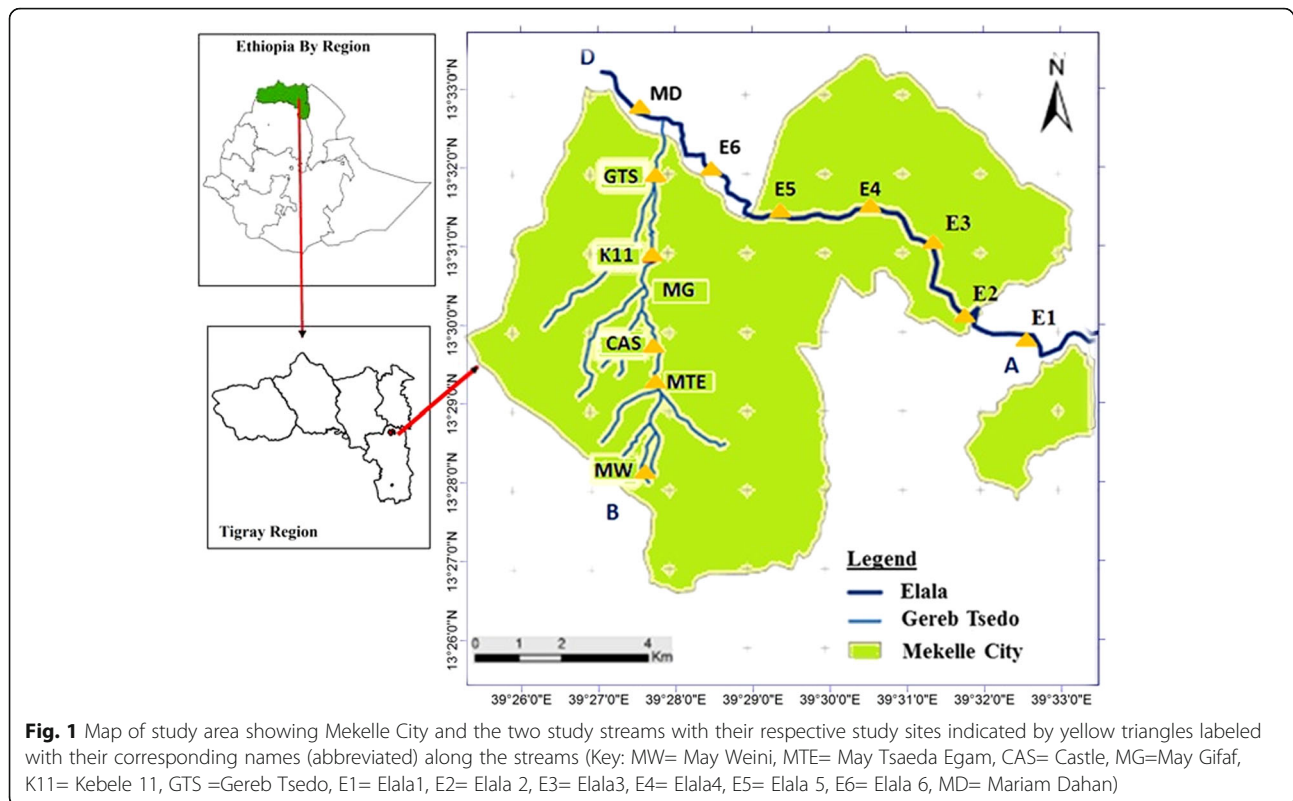 Ethiopia By Region
Tigray Region
D
MD
N
E6
GTS
E5
E4
E3
K11
MG
E2
E1
CAS
A
MTE
MW
B
Legend
Elala
Gereb Tsedo
Mekelle City
0 1 2 4
Km
13°33'0"N
13°32'0"N
13°31'0"N
13°30'0"N
13°29'0"N
13°28'0"N
13°27'0"N
13°26'0"N
39°26'0"E 39°27'0"E 39°28'0"E 39°29'0"E 39°30'0"E 39°31'0"E 39°32'0"E 39°33'0"E
Fig. 1 Map of study area showing Mekelle City and the two study streams with their respective study sites indicated by yellow triangles labeled
with their corresponding names (abbreviated) along the streams (Key: MW= May Weini, MTE= May Tsaeda Egam, CAS= Castle, MG=May Gifaf,
K11= Kebele 11, GTS =Gereb Tsedo, E1= Elala1, E2= Elala 2, E3= Elala3, E4= Elala4, E5= Elala 5, E6= Elala 6, MD= Mariam Dahan)